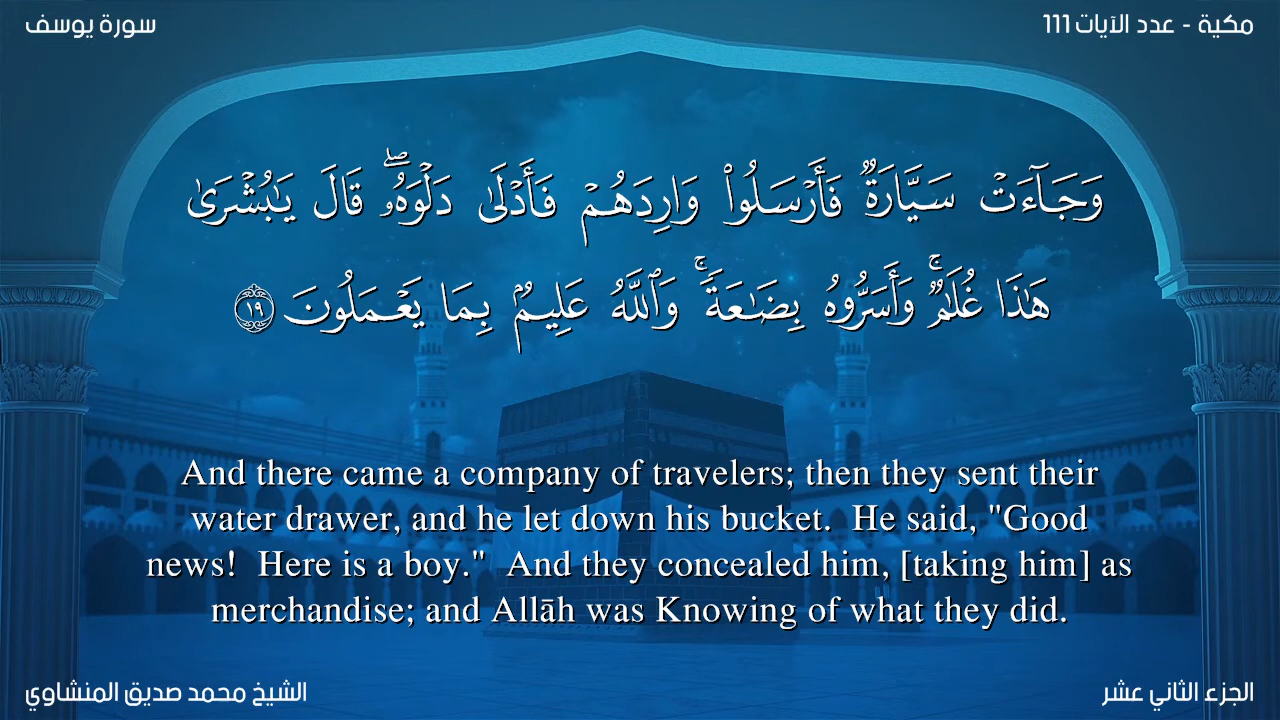 سورة يوسف
مكية - عدد الآيات 111
وَجَآءَتْ سَيَّارَةٌ فَأَرْسَلُوا۟ وَارِدَهُمْ فَأَدْلَىٰ دَلْوَهُۥ ۖ قَالَ يَٰبُشْرَىٰ
هَٰذَا غُلَٰمٌ ۚ وَأَسَرُّوهُ بِضَٰعَةً ۚ وَٱللَّهُ عَلِيمٌۢ بِمَا يَعْمَلُونَ ١٩
And there came a company of travelers; then they sent their
water drawer, and he let down his bucket.  He said, "Good
news!  Here is a boy."  And they concealed him, [taking him] as
merchandise; and Allāh was Knowing of what they did.
الشيخ محمد صديق المنشاوي
الجزء الثاني عشر